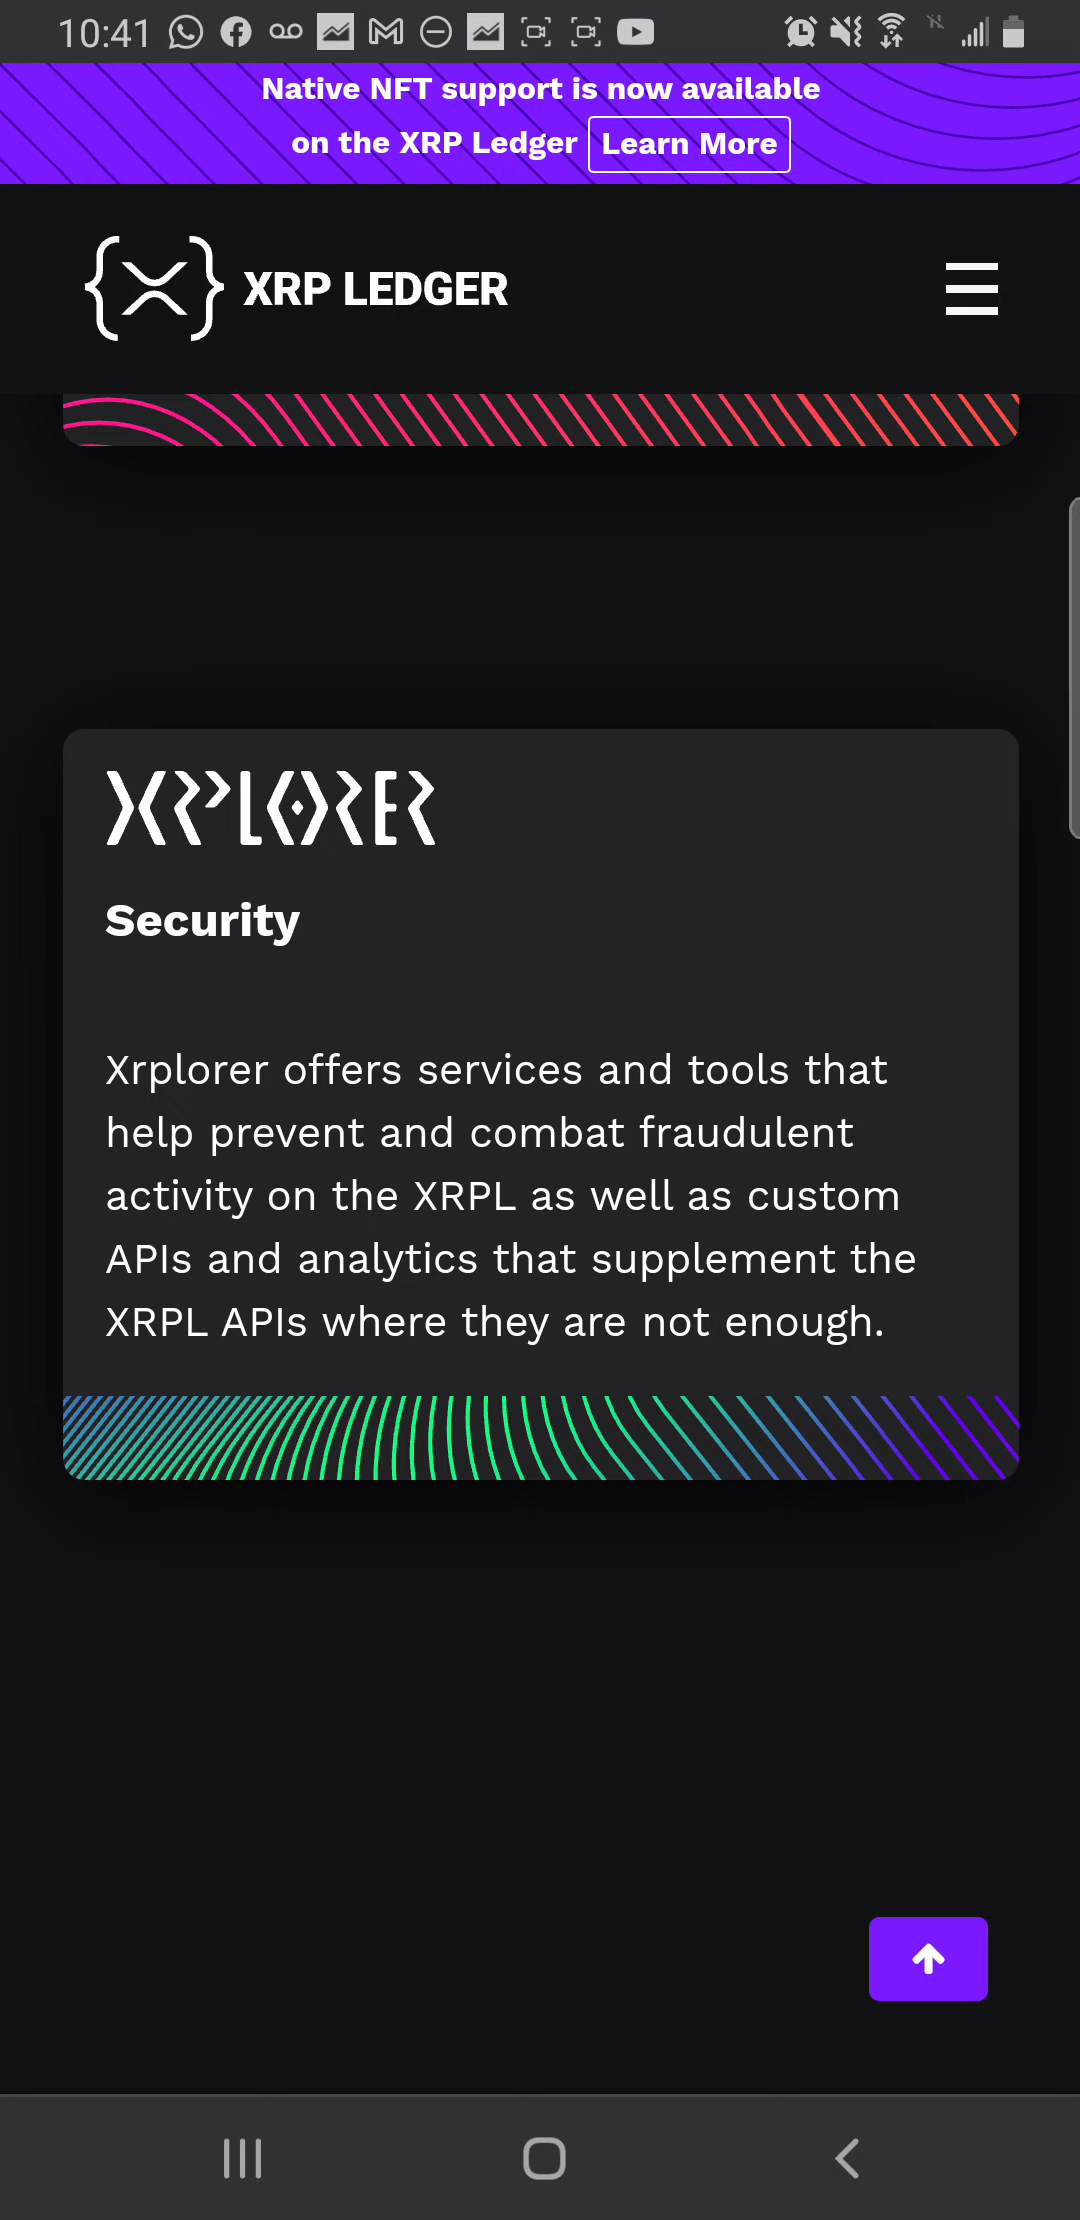 10:41
Native NFT support is now available
on the XRP Ledger Learn More
XRP LEDGER
XRPLORER
Security
Xrplorer offers services and tools that
help prevent and combat fraudulent
activity on the XRPL as well as custom
APIs and analytics that supplement the
XRPL APIs where they are not enough.